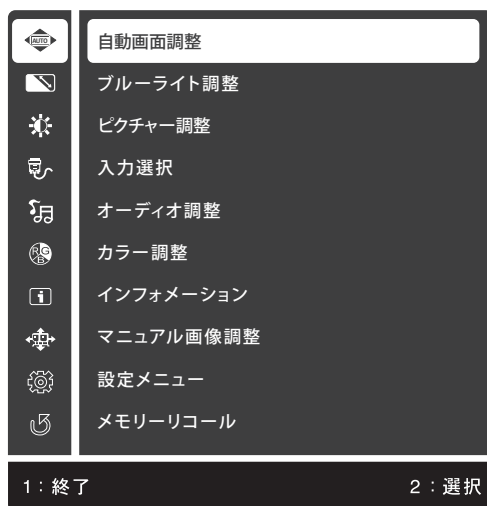 AUTO 自動画面調整
ブルーライト調整
ピクチャー調整
入力選択
オーディオ調整
RGB カラー調整
i インフォメーション
マニュアル画像調整
設定メニュー
メモリーリコール
1：終了 2：選択